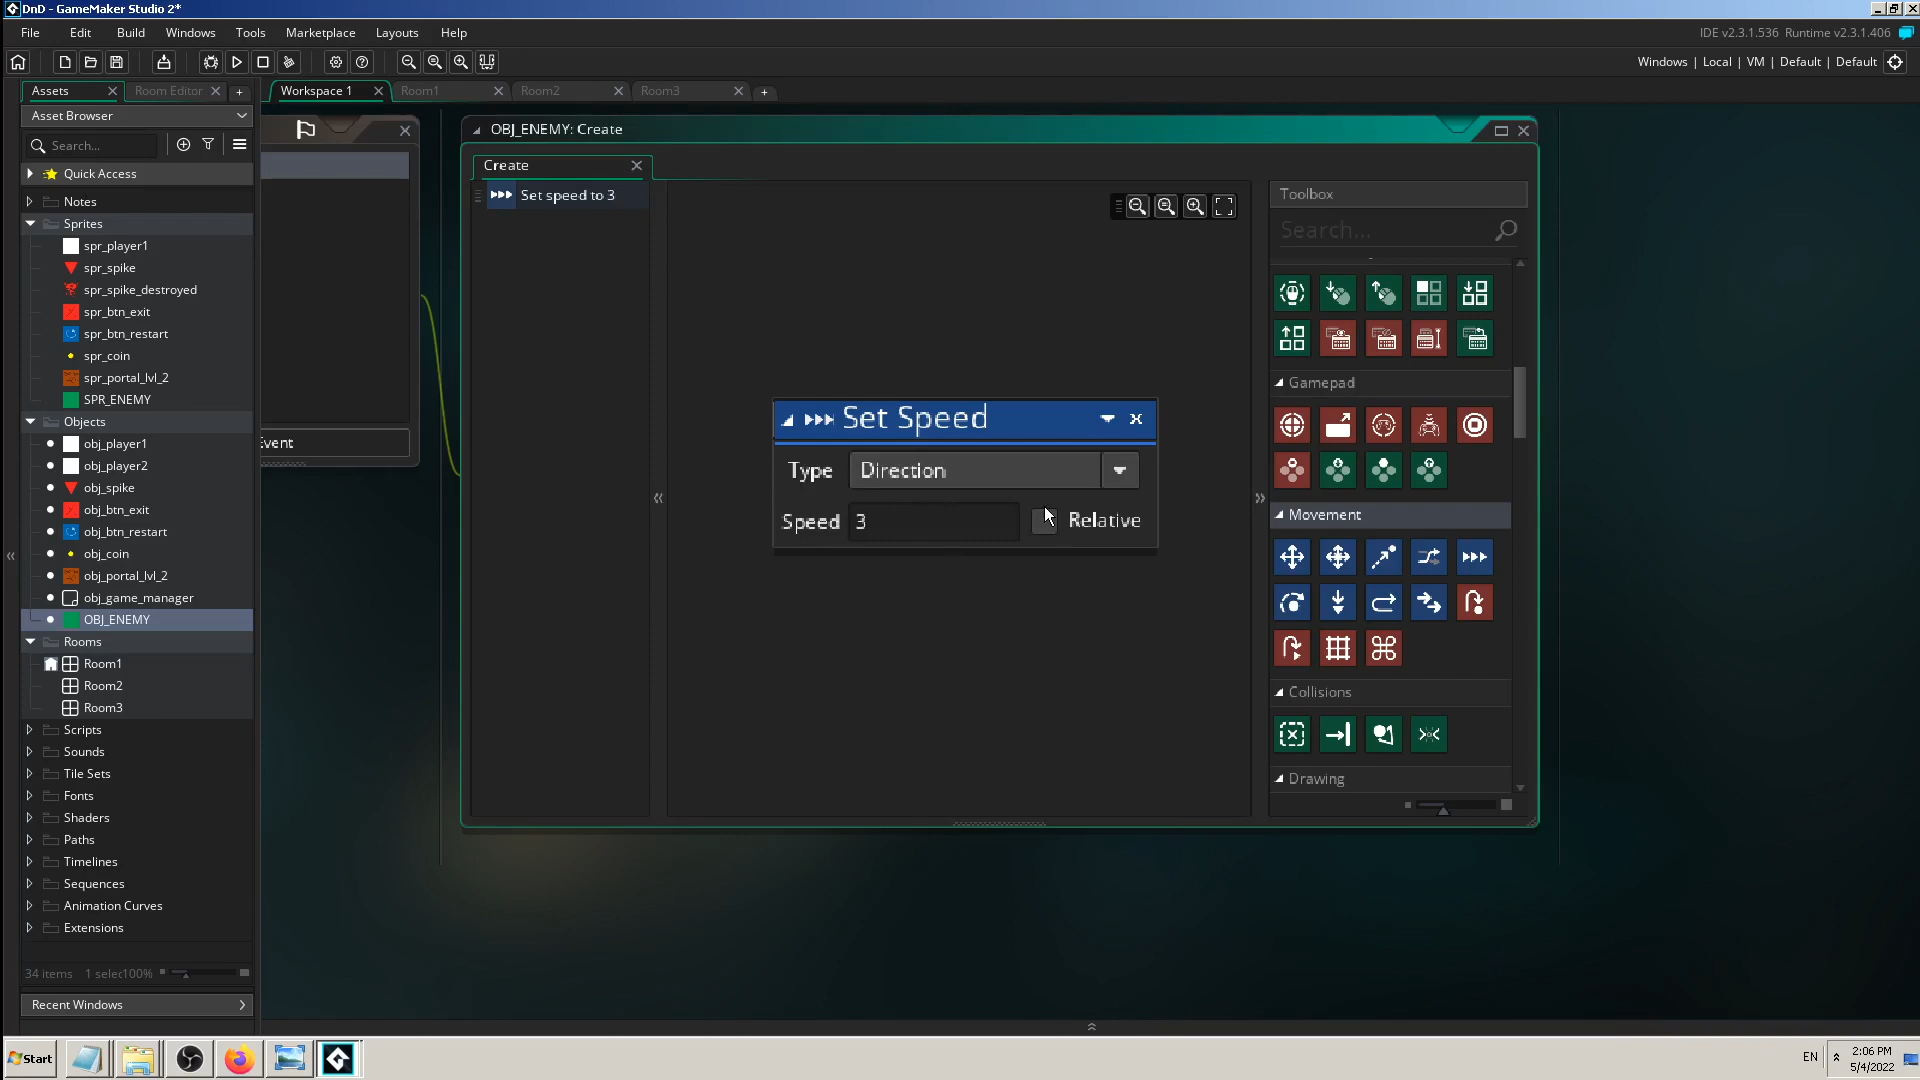 DnD - GameMaker Studio 2*
File Edit Build Windows Tools Marketplace Layouts Help
IDE v2.3.1.536 Runtime v2.3.1.406
Windows | Local | VM | Default | Default
Assets
Room Editor
Workspace 1
Room1
Room2
Room3
Asset Browser
Search...
Quick Access
Notes
Sprites
spr_player1
spr_spike
spr_spike_destroyed
spr_btn_exit
spr_btn_restart
spr_coin
spr_portal_lvl_2
SPR_ENEMY
Objects
obj_player1
obj_player2
obj_spike
obj_btn_exit
obj_btn_restart
obj_coin
obj_portal_lvl_2
obj_game_manager
OBJ_ENEMY
Rooms
Room1
Room2
Room3
Scripts
Sounds
Tile Sets
Fonts
Shaders
Paths
Timelines
Sequences
Animation Curves
Extensions
34 items 1 selec 100%
Recent Windows
Event
OBJ_ENEMY: Create
Create
Set speed to 3
Set Speed
Type Direction
Speed 3 Relative
Toolbox
Search...
Gamepad
Movement
Collisions
Drawing
Start
EN
2:06 PM
5/4/2022